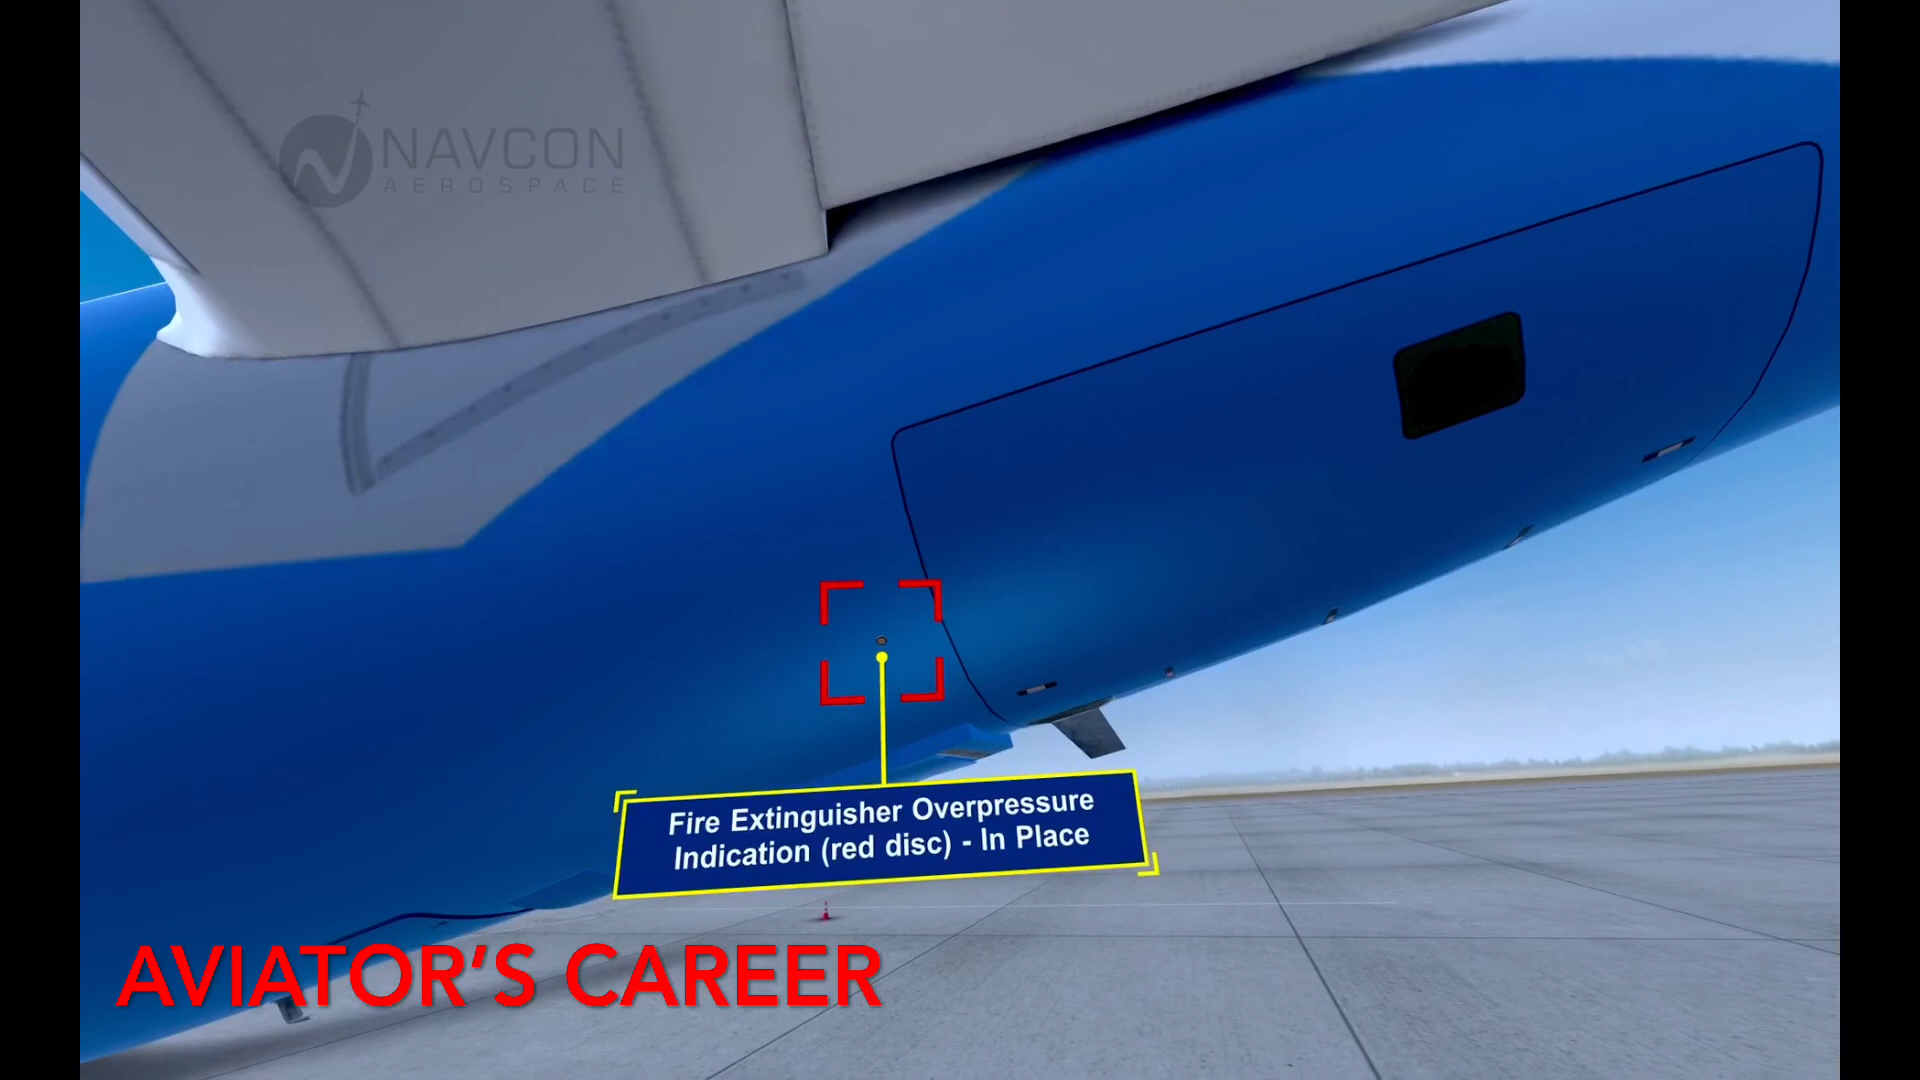 NAVCON
AEROSPACE
Fire Extinguisher Overpressure
Indication (red disc) - In Place
AVIATOR'S CAREER